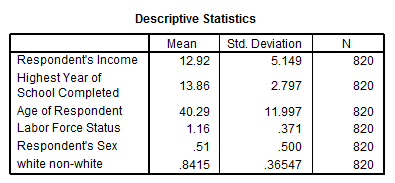 Descriptive Statistics
Mean Std. Deviation N
Respondent's Income 12.92 5.149 820
Highest Year of
School Completed 13.86 2.797 820
Age of Respondent 40.29 11.997 820
Labor Force Status 1.16 .371 820
Respondent's Sex .51 .500 820
white non-white .8415 .36547 820